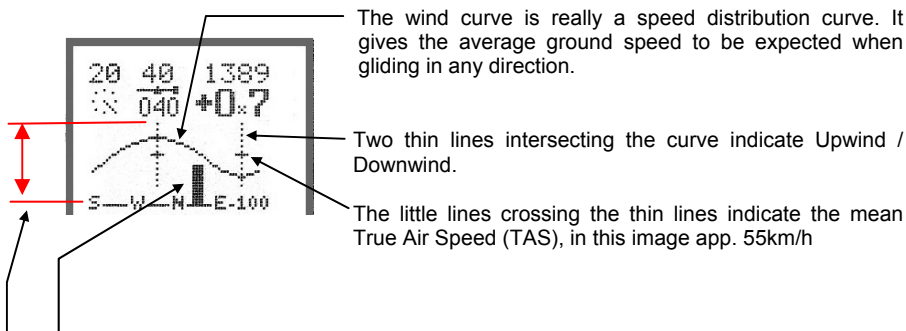 The wind curve is really a speed distribution curve. It
gives the average ground speed to be expected when
gliding in any direction.
20 40 1389
040 +0.7
Two thin lines intersecting the curve indicate Upwind /
Downwind.
The little lines crossing the thin lines indicate the mean
True Air Speed (TAS), in this image app. 55km/h
S__W__N__E-100